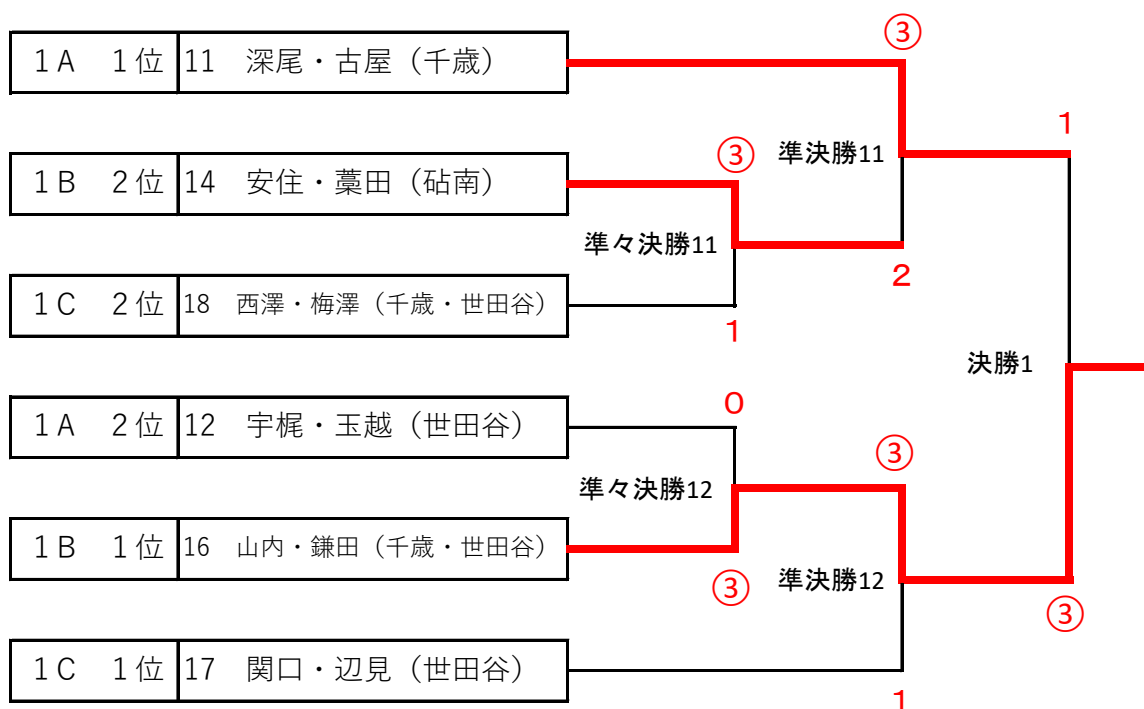 ③
1A 1位 11 深尾・古屋（千歳）
1
③ 準決勝11
1B 2位 14 安住・藁田（砧南）
準々決勝11
2
1C 2位 18 西澤・梅澤（千歳・世田谷）
1
決勝1
0
1A 2位 12 宇梶・玉越（世田谷）
③
準々決勝12
1B 1位 16 山内・鎌田（千歳・世田谷）
③ 準決勝12
③
1C 1位 17 関口・辺見（世田谷）
1